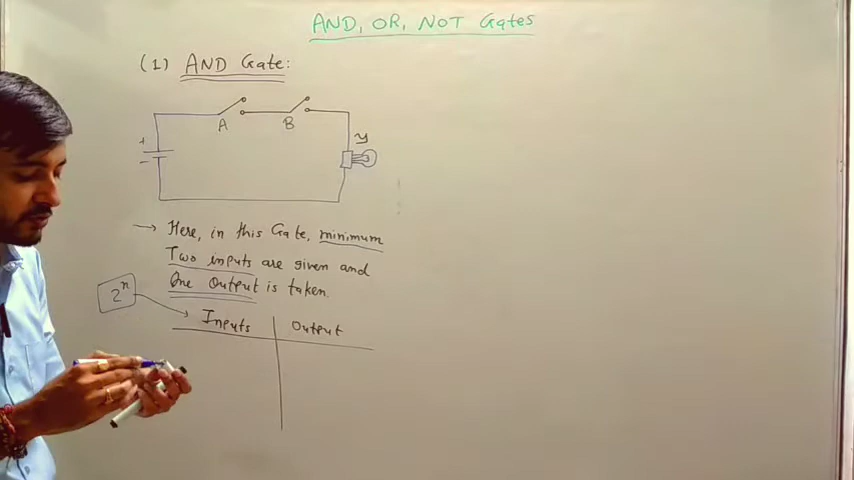 AND, OR, NOT Gates
(1) AND Gate:
A
B
y
+
-
→ Here, in this Gate, minimum
Two inputs are given and
One Output is taken.
2ⁿ
Inputs
Output